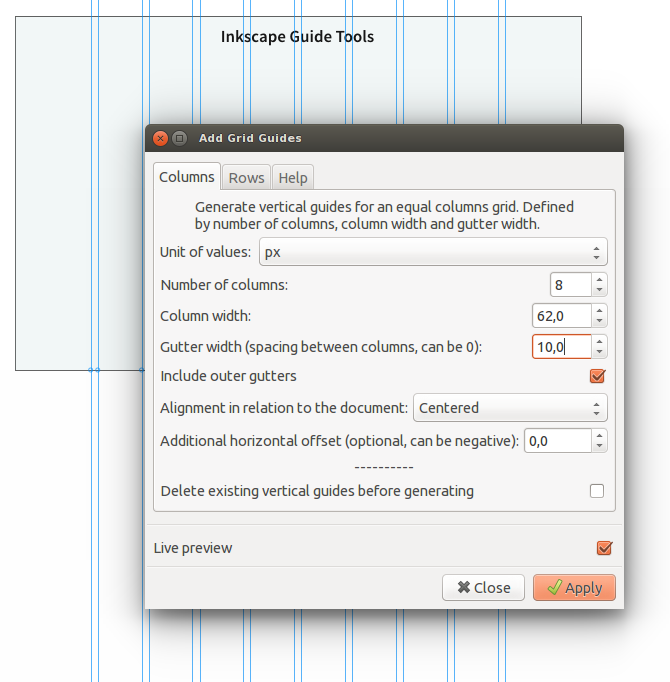 Inkscape Guide Tools
Add Grid Guides
Columns Rows Help
Generate vertical guides for an equal columns grid. Defined
by number of columns, column width and gutter width.
Unit of values: px
Number of columns: 8
Column width: 62,0
Gutter width (spacing between columns, can be 0): 10,0
Include outer gutters
Alignment in relation to the document: Centered
Additional horizontal offset (optional, can be negative): 0,0
----------
Delete existing vertical guides before generating
Live preview
Close Apply